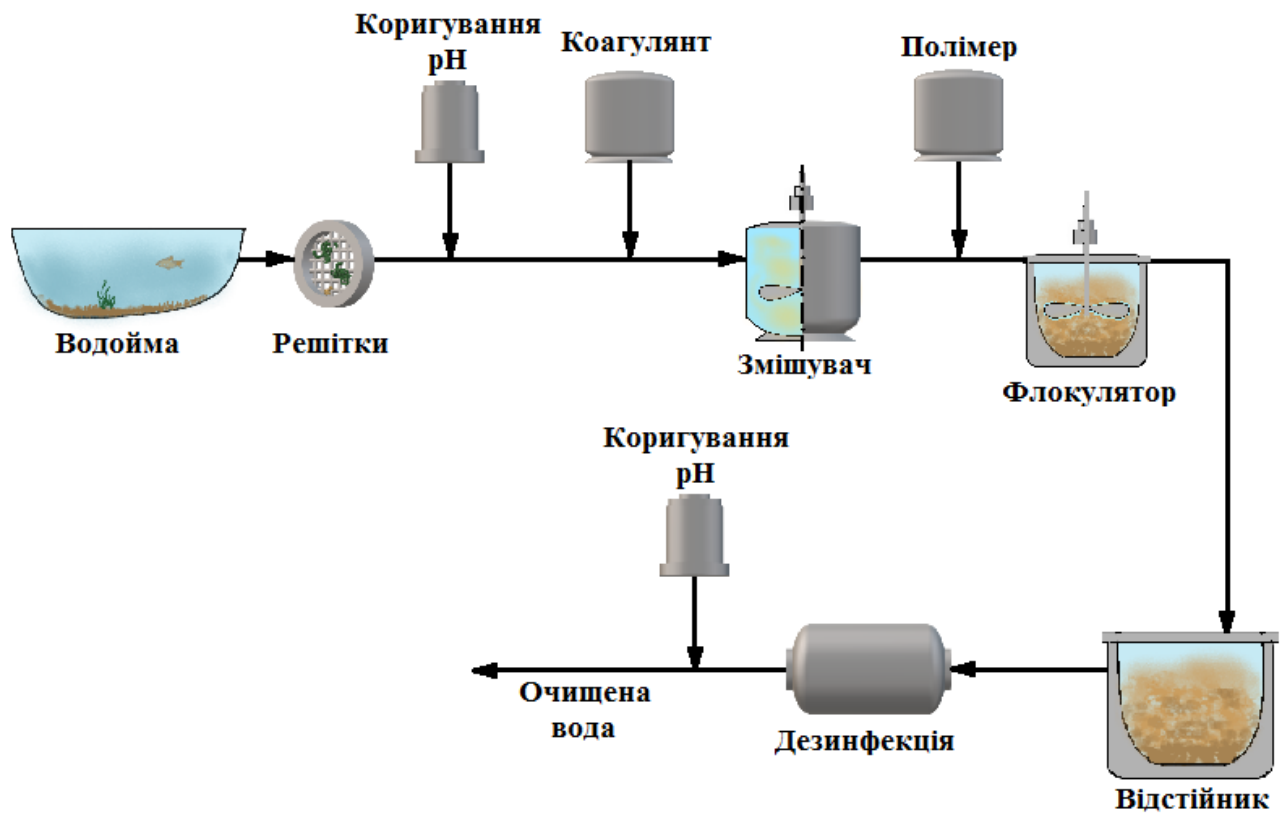 Коригування
pH
Коагулянт
Полімер
Водойма
Решітки
Змішувач
Флокулятор
Коригування
pH
Очищена
вода
Дезинфекція
Відстійник